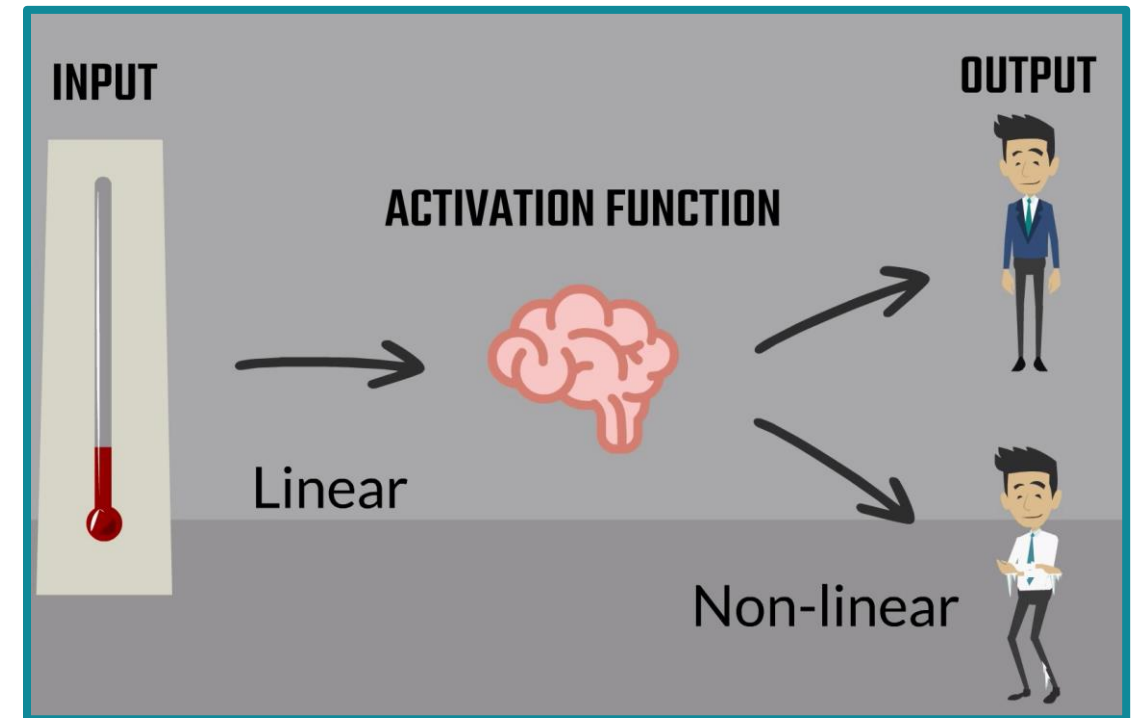 INPUT
OUTPUT
ACTIVATION FUNCTION
Linear
Non-linear